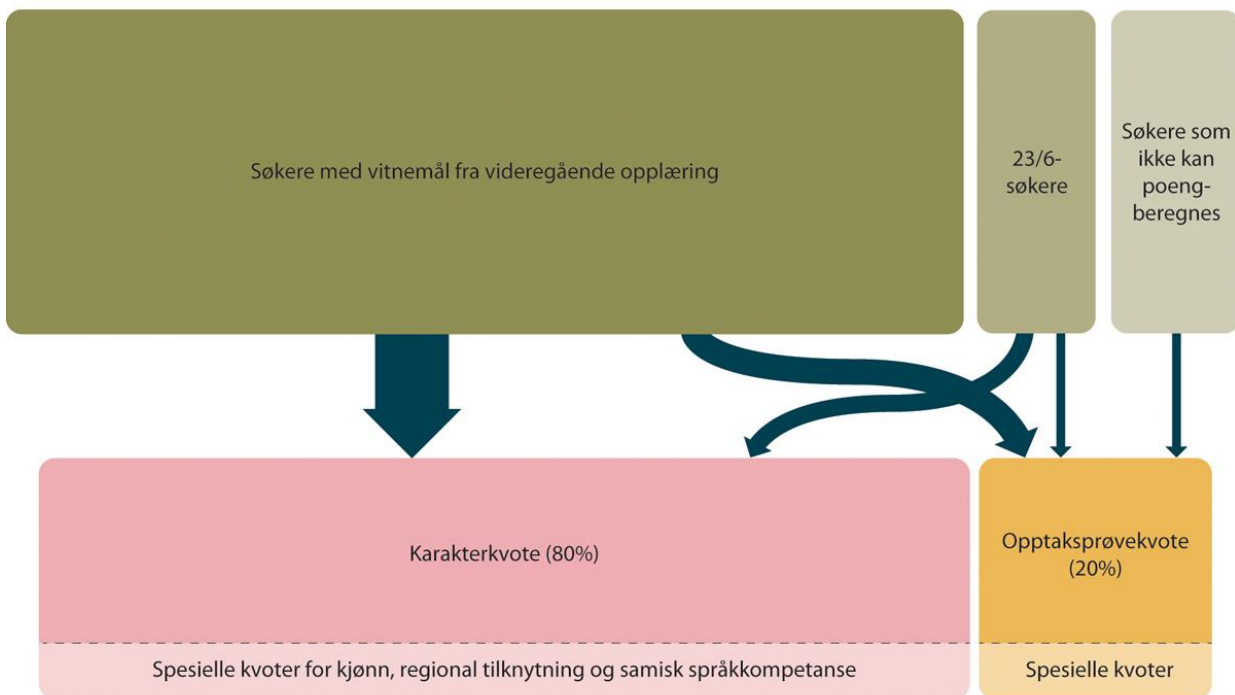 Søkere med vitnemål fra videregående opplæring
23/6-
søkere
Søkere som
ikke kan
poeng-
beregnes
Karakterkvote (80%)
Opptaksprøvekvote
(20%)
Spesielle kvoter for kjønn, regional tilknytning og samisk språkkompetanse
Spesielle kvoter